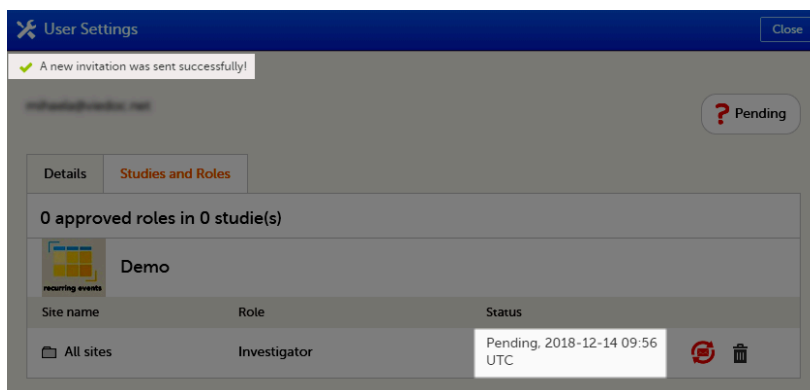 User Settings
Close
A new invitation was sent successfully!
Pending
Details
Studies and Roles
0 approved roles in 0 studie(s)
recurring events
Demo
Site name
Role
Status
All sites
Investigator
Pending, 2018-12-14 09:56
UTC